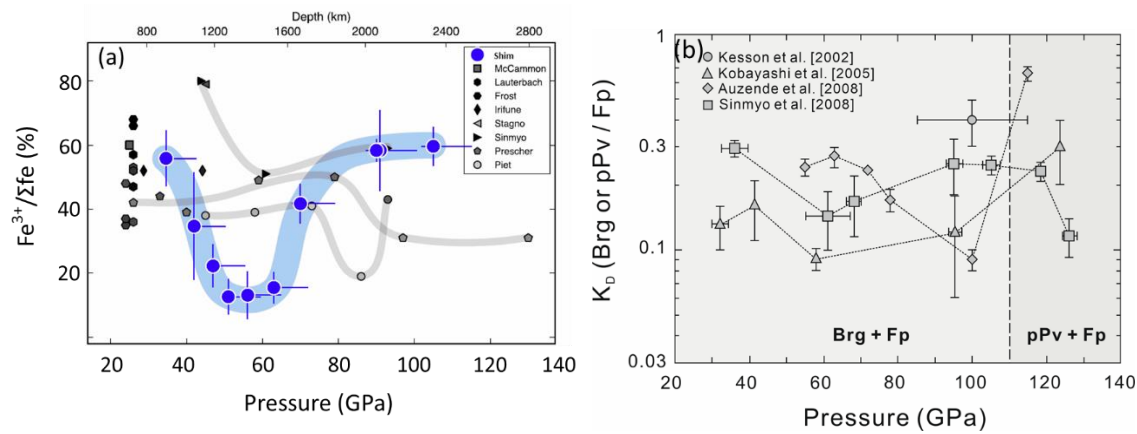 Depth (km)
800 1200 1600 2000 2400 2800
(a)
Shim
McCammon
Lauterbach
Frost
Irifune
Stagno
Sinmyo
Prescher
Piet
80
60
40
20
Fe³⁺/Σfe (%)
20 40 60 80 100 120 140
Pressure (GPa)
(b)
Kesson et al. [2002]
Kobayashi et al. [2005]
Auzende et al. [2008]
Sinmyo et al. [2008]
1
0.3
0.1
0.03
K_D (Brg or pPv / Fp)
Brg + Fp
pPv + Fp
20 40 60 80 100 120 140
Pressure (GPa)